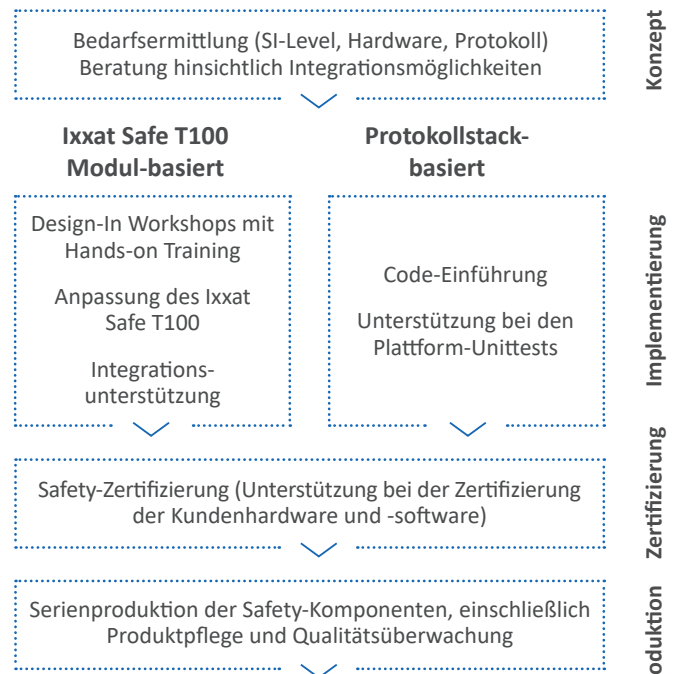 Bedarfsermittlung (SI-Level, Hardware, Protokoll)
Beratung hinsichtlich Integrationsmöglichkeiten
Konzept
Ixxat Safe T100
Modul-basiert
Protokollstack-
basiert
Design-In Workshops mit
Hands-on Training
Anpassung des Ixxat
Safe T100
Integrations-
unterstützung
Code-Einführung
Unterstützung bei den
Plattform-Unittests
Implementierung
Safety-Zertifizierung (Unterstützung bei der Zertifizierung
der Kundenhardware und -software)
Zertifizierung
Serienproduktion der Safety-Komponenten, einschließlich
Produktpflege und Qualitätsüberwachung
oduktion